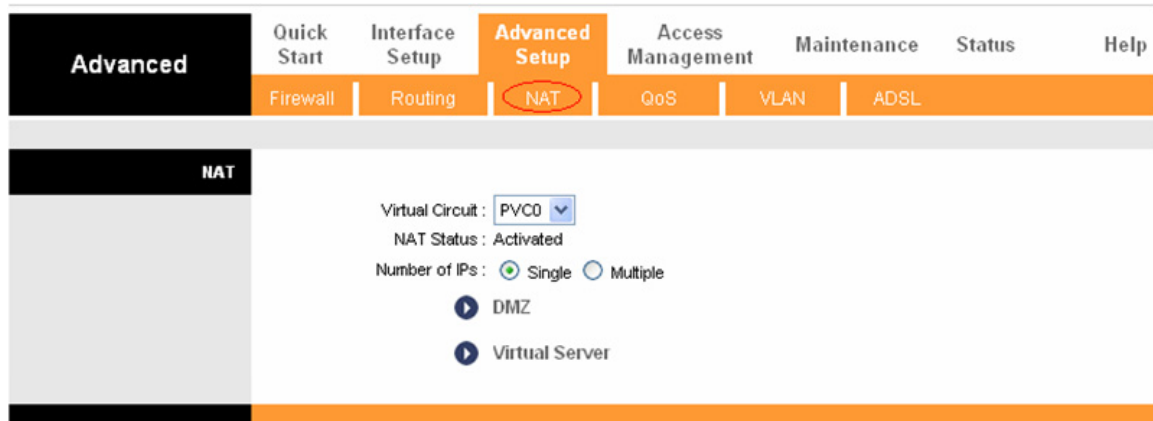 Advanced
Quick Start
Interface Setup
Advanced Setup
Access Management
Maintenance
Status
Help
Firewall
Routing
NAT
QoS
VLAN
ADSL
NAT
Virtual Circuit : PVC0
NAT Status : Activated
Number of IPs : Single Multiple
DMZ
Virtual Server